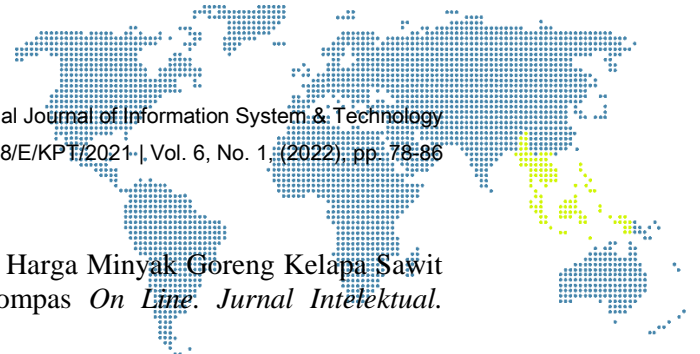 al Journal of Information System & Technology
8/E/KPT/2021 | Vol. 6, No. 1, (2022), pp. 78-86
Harga Minyak Goreng Kelapa Sawit
ompas On Line. Jurnal Intelektual.